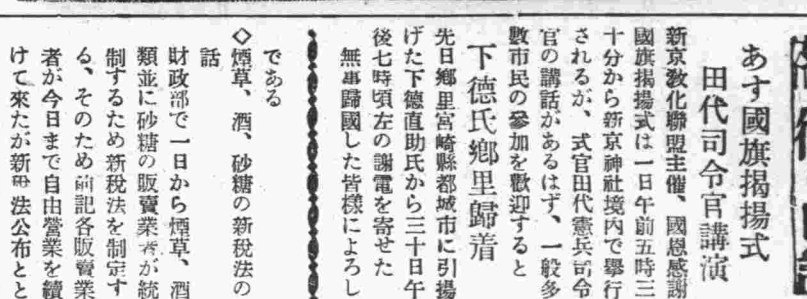 あす國旗揭揚式
田代司令官講演
新京敎化聯盟主催、國恩感謝
國旗揭揚式は一日午前五時三
十分から新京神社境内で擧行
されるが、式官田代憲兵司令
官の講話があるはず、一般多
數市民の參加を歡迎すると
下德氏鄕里歸着
先日鄕里宮崎縣都城市に引揚
げた下德直助氏から三十日午
後七時頃左の謝電を寄せた
無事歸國した皆樣によろし
である
◇煙草、酒、砂糖の新稅法の
話
財政部で一日から煙草、酒
類並に砂糖の販賣業者が統
制するため新稅法を制定す
る、そのため前記各販賣業
者が今日まで自由營業を續
けて來たが新 法公布とと